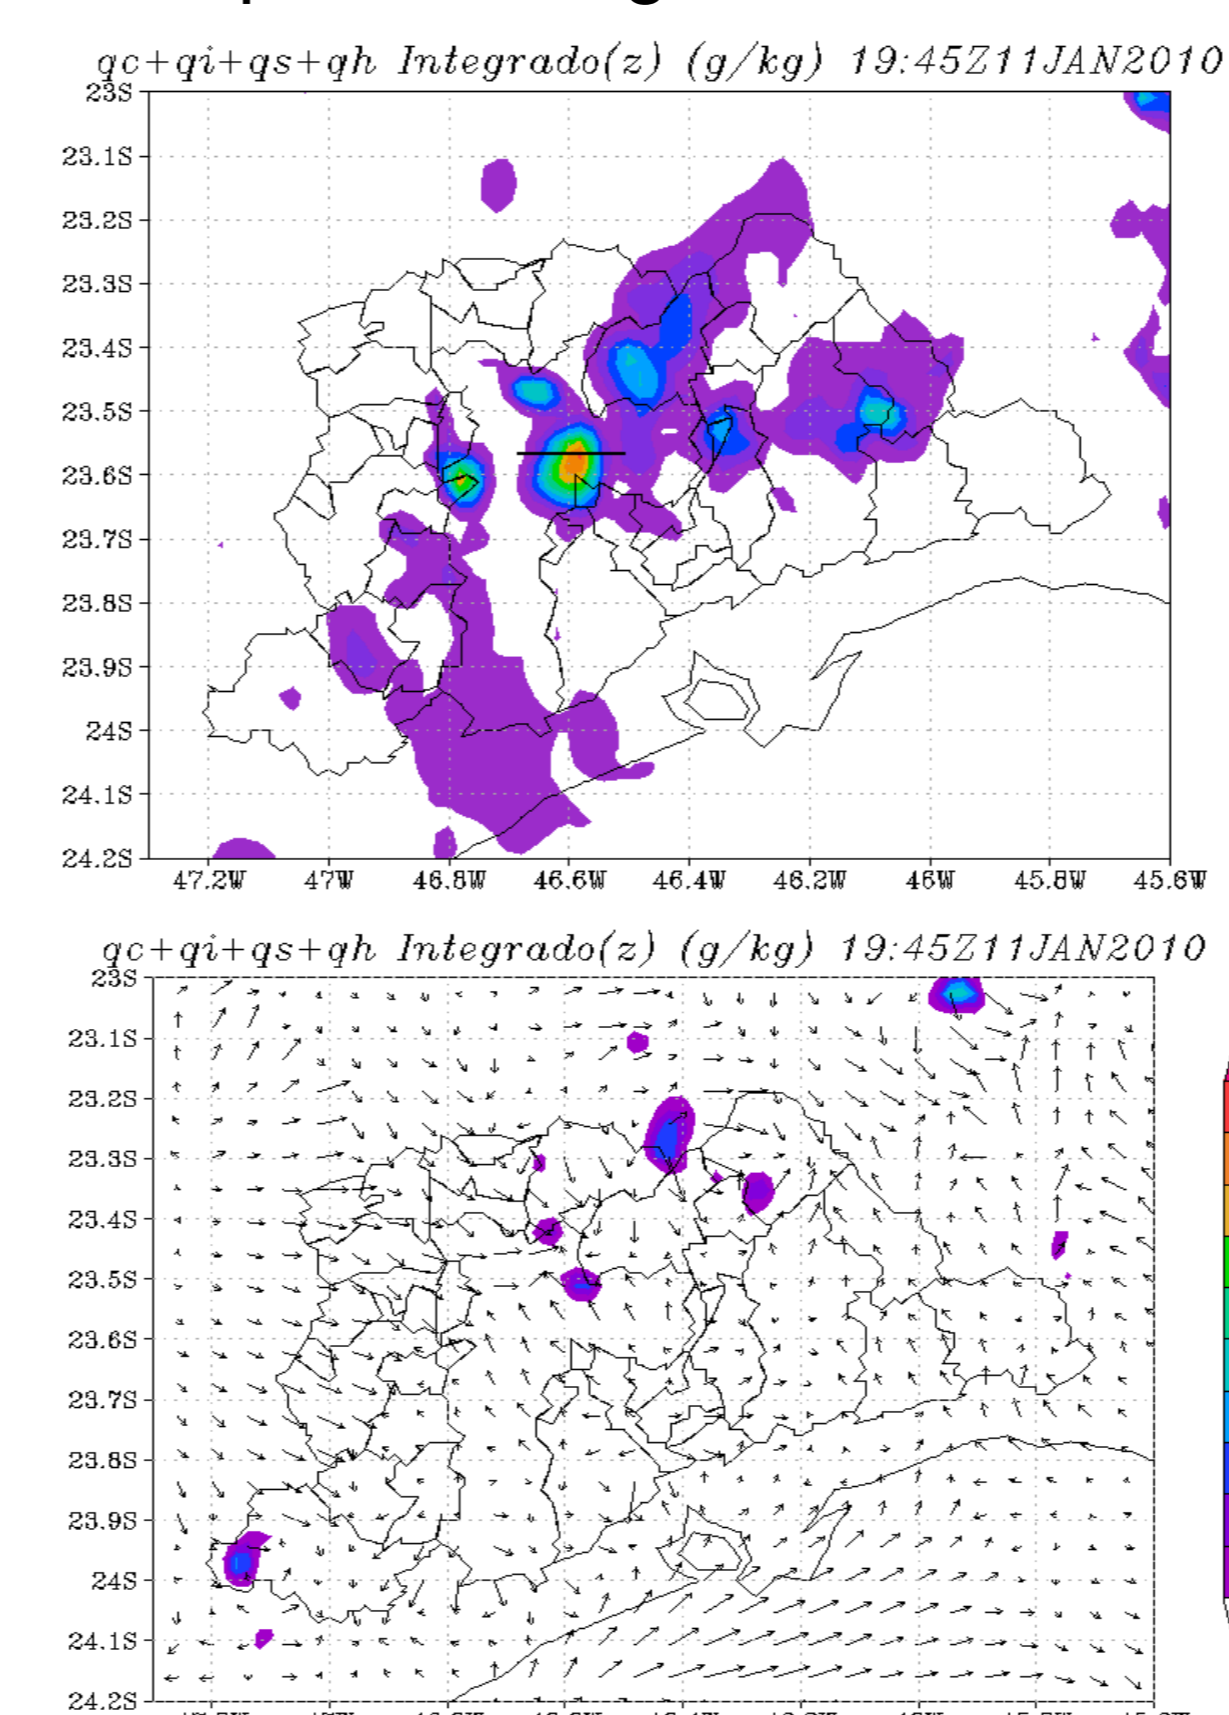 qc+qi+qs+qh Integrado(z) (g/kg) 19:45Z11JAN2010
23S
23.1S
23.2S
23.3S
23.4S
23.5S
23.6S
23.7S
23.8S
23.9S
24S
24.1S
24.2S
47.2W 47W 46.8W 46.6W 46.4W 46.2W 46W 45.8W 45.6W
qc+qi+qs+qh Integrado(z) (g/kg) 19:45Z11JAN2010
23S
23.1S
23.2S
23.3S
23.4S
23.5S
23.6S
23.7S
23.8S
23.9S
24S
24.1S
24.2S